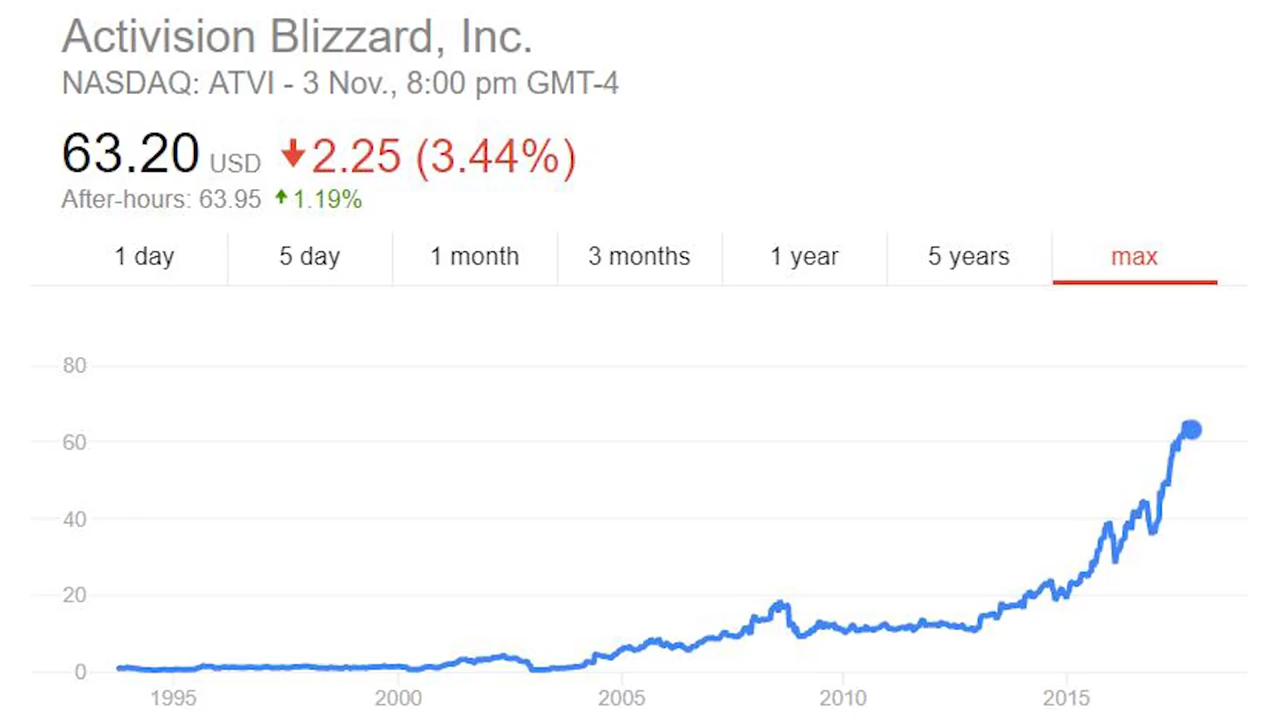 Activision Blizzard, Inc.
NASDAQ: ATVI - 3 Nov., 8:00 pm GMT-4
63.20 USD 2.25 (3.44%)
After-hours: 63.95 1.19%
1 day 5 day 1 month 3 months 1 year 5 years max
80
60
40
20
0
1995 2000 2005 2010 2015